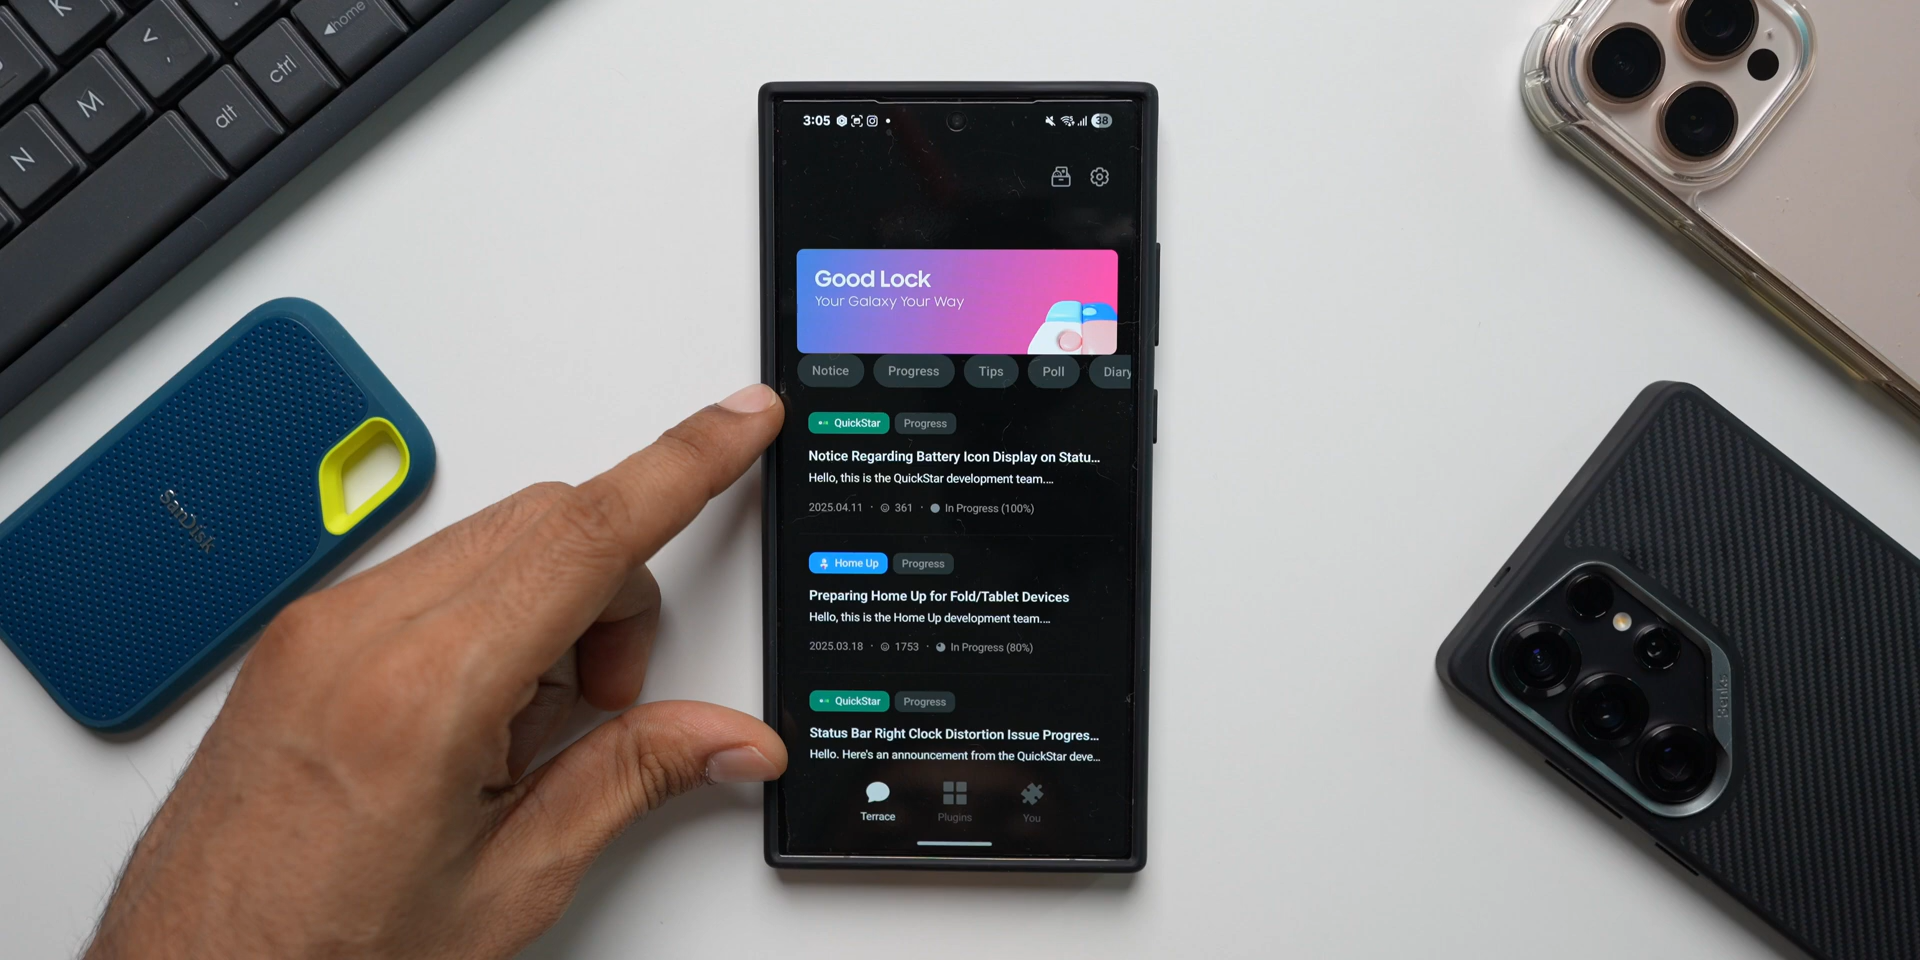 K
home
<
,
M
ctrl
N
alt
SanDisk
3:05
38
Good Lock
Your Galaxy Your Way
Notice Progress Tips Poll Diary
QuickStar Progress
Notice Regarding Battery Icon Display on Statu...
Hello, this is the QuickStar development team....
2025.04.11 · 361 · In Progress (100%)
Home Up Progress
Preparing Home Up for Fold/Tablet Devices
Hello, this is the Home Up development team....
2025.03.18 · 1753 · In Progress (80%)
QuickStar Progress
Status Bar Right Clock Distortion Issue Progres...
Hello. Here's an announcement from the QuickStar deve...
Terrace Plugins You
Benks